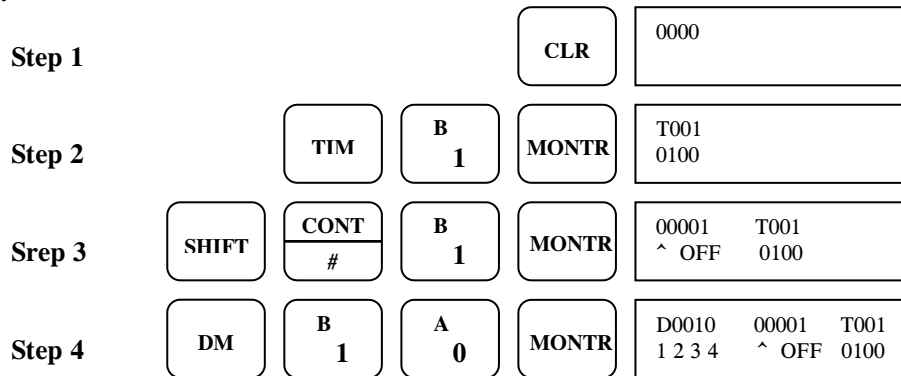 Step 1 CLR 0000
Step 2 TIM B 1 MONTR T001
0100
Srep 3 SHIFT CONT # B 1 MONTR 00001 T001
^ OFF 0100
Step 4 DM B 1 A 0 MONTR D0010 00001 T001
1 2 3 4 ^ OFF 0100